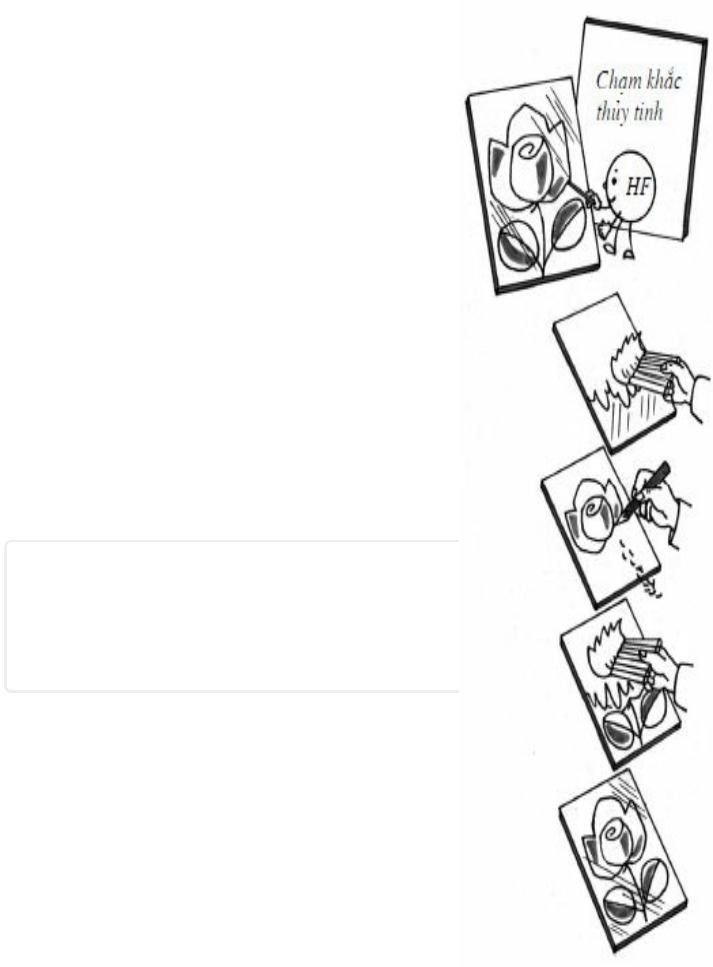 Chạm khắc
thủy tinh
HF